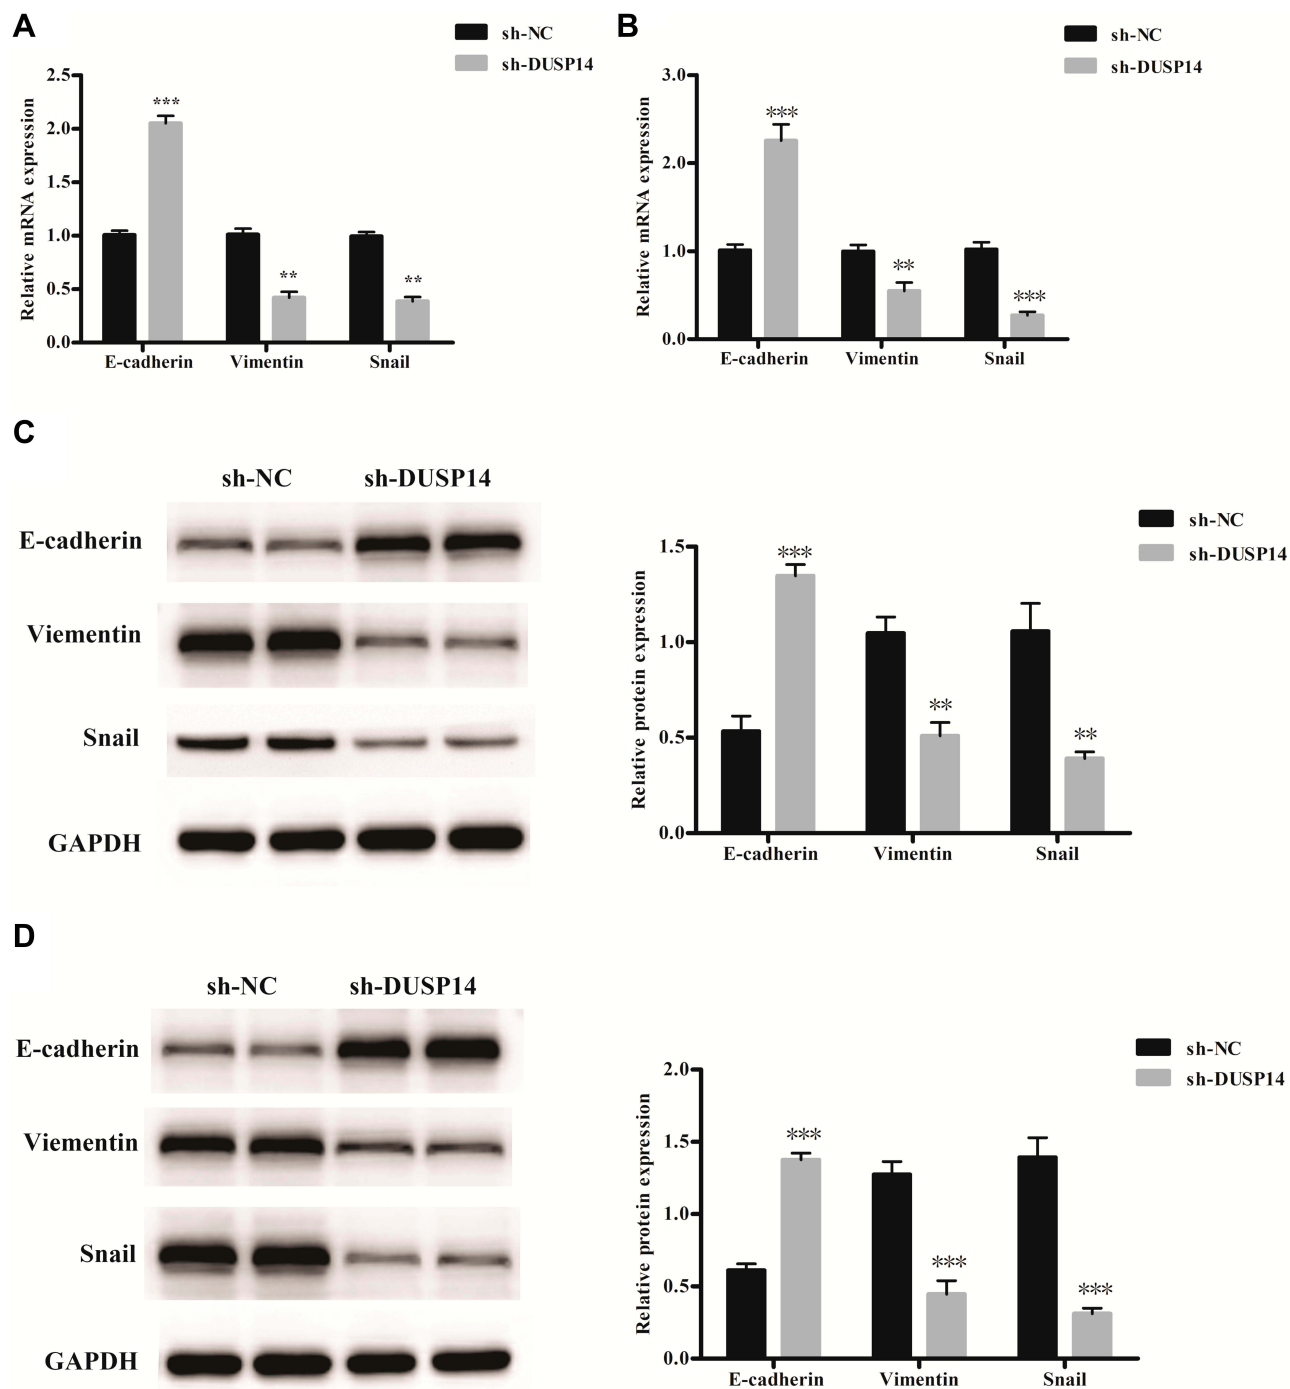 A
sh-NC
sh-DUSP14
Relative mRNA expression
2.5
2.0
1.5
1.0
0.5
0.0
***
**
**
E-cadherin Vimentin Snail
B
sh-NC
sh-DUSP14
Relative mRNA expression
3.0
2.0
1.0
0.0
***
**
***
E-cadherin Vimentin Snail
C
sh-NC sh-DUSP14
E-cadherin
Viementin
Snail
GAPDH
sh-NC
sh-DUSP14
Relative protein expression
1.5
1.0
0.5
0.0
***
**
**
E-cadherin Vimentin Snail
D
sh-NC sh-DUSP14
E-cadherin
Viementin
Snail
GAPDH
sh-NC
sh-DUSP14
Relative protein expression
2.0
1.5
1.0
0.5
0.0
***
***
***
E-cadherin Vimentin Snail